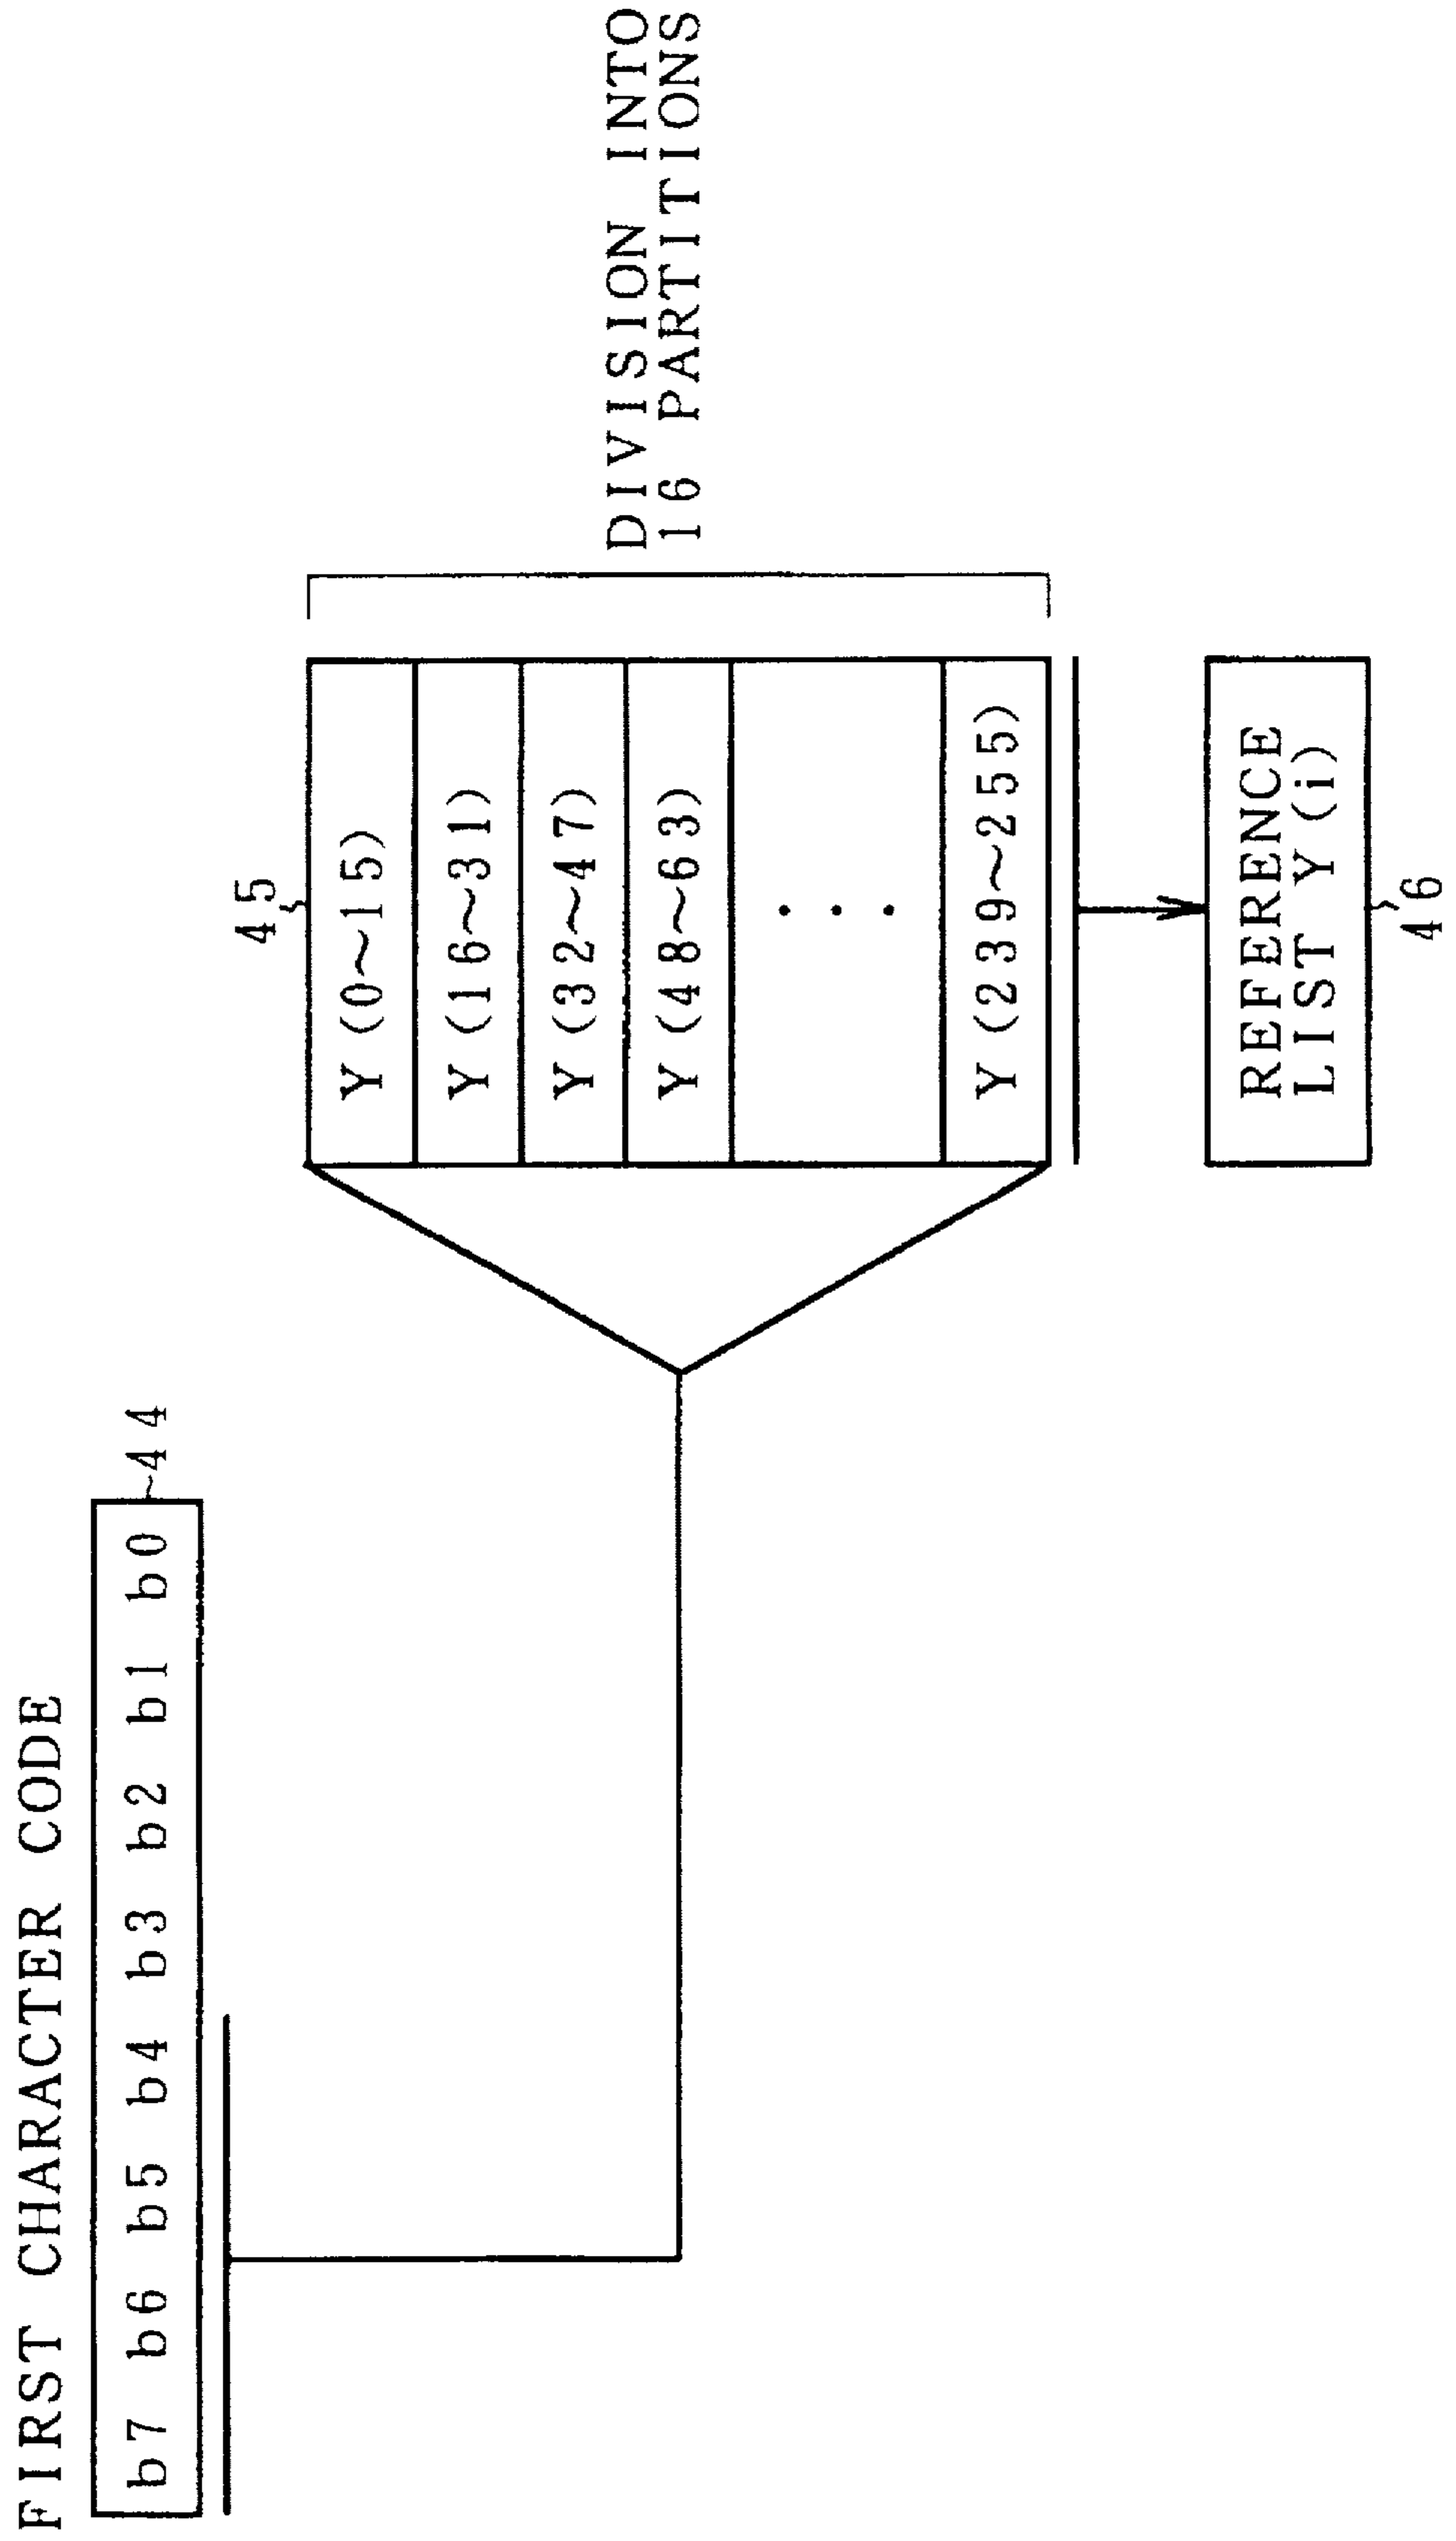 FIRST CHARACTER CODE
b7 b6 b5 b4 b3 b2 b1 b0
44
45
Y (0~15)
Y (16~31)
Y (32~47)
Y (48~63)
. . .
Y (239~255)
DIVISION INTO
16 PARTITIONS
REFERENCE
LIST Y (i)
46